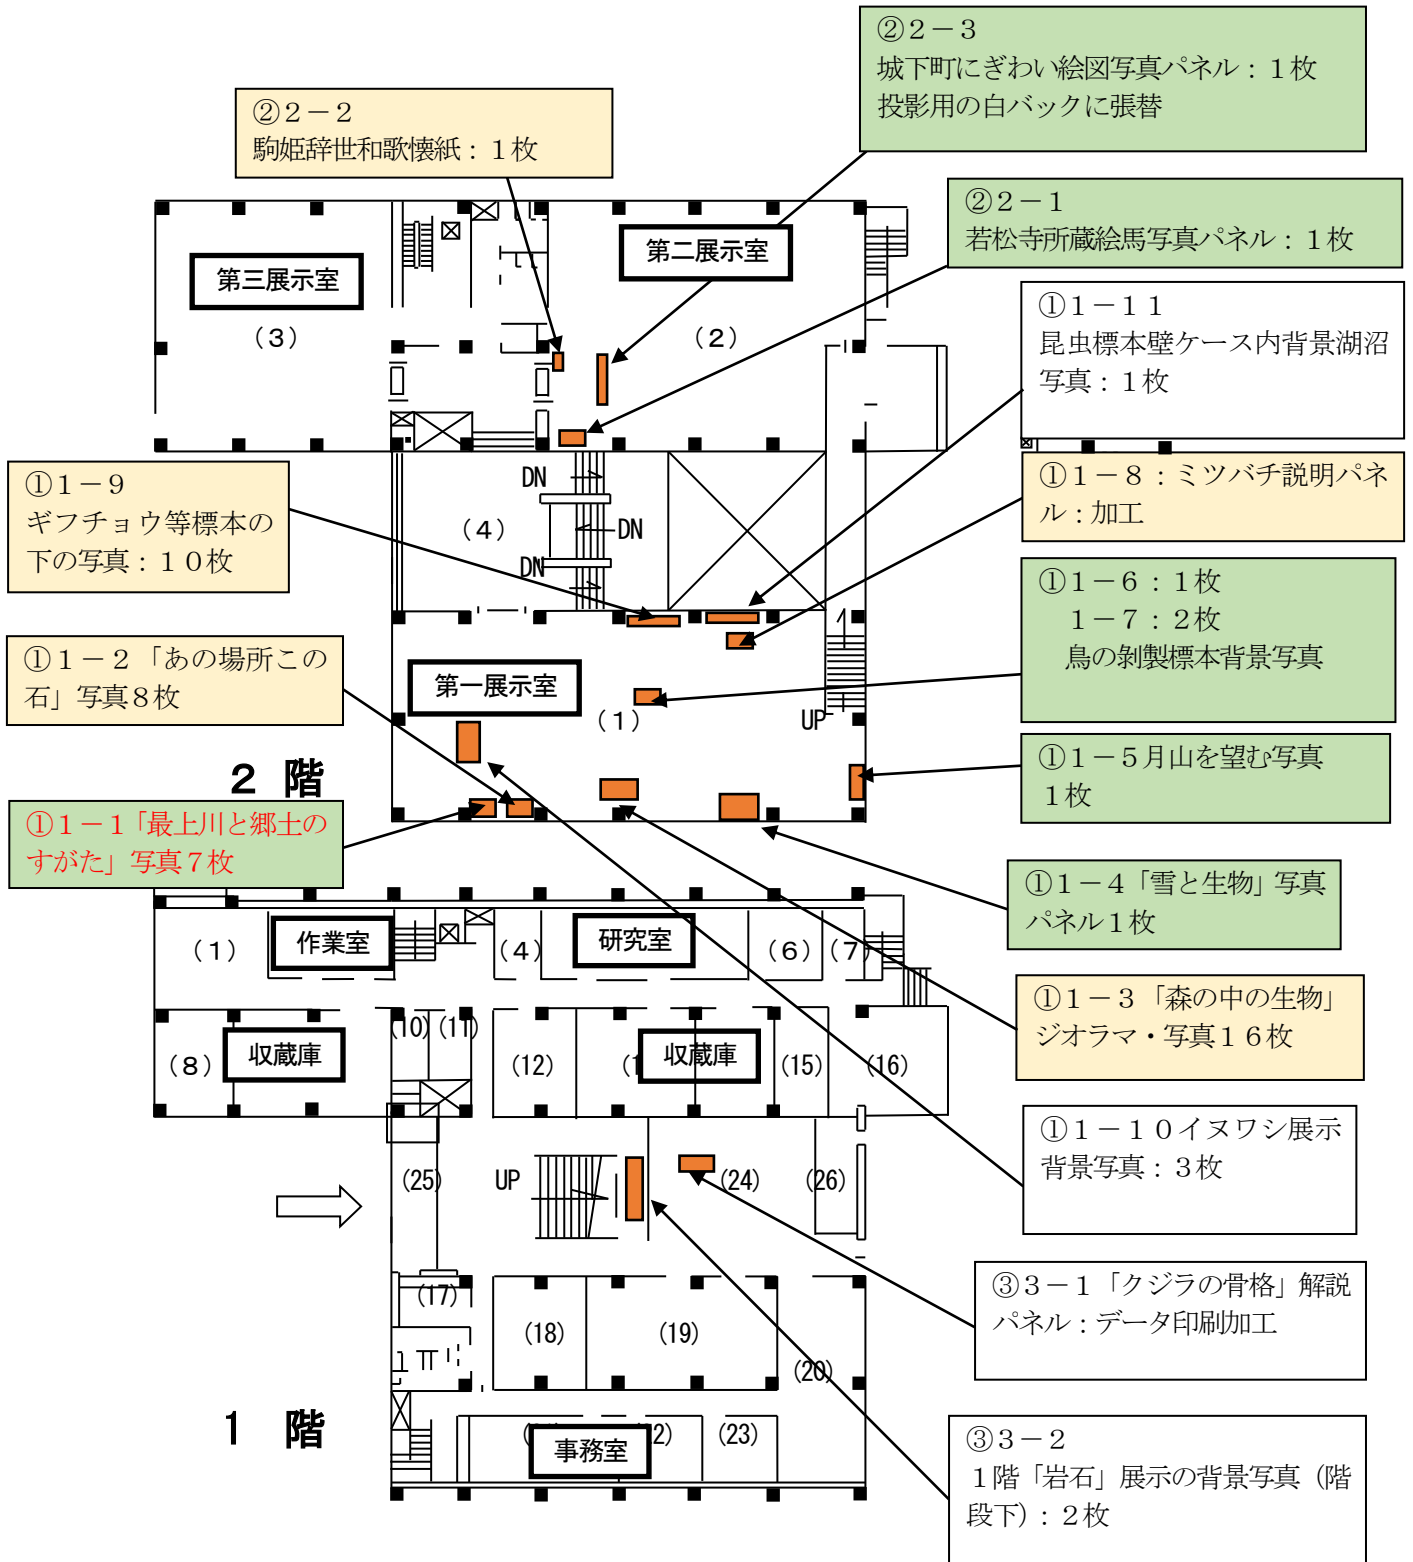 ②２－３
城下町にぎわい絵図写真パネル：１枚
投影用の白バックに張替
②２－２
駒姫辞世和歌懐紙：１枚
②２－１
若松寺所蔵絵馬写真パネル：１枚
第二展示室
第三展示室
（３）
（２）
①１－１１
昆虫標本壁ケース内背景湖沼
写真：１枚
①１－９
ギフチョウ等標本の
下の写真：１０枚
DN
（４）
DN
DN
①１－８：ミツバチ説明パネ
ル：加工
①１－６：１枚
１－７：２枚
鳥の剝製標本背景写真
①１－２「あの場所この
石」写真８枚
第一展示室
（１）
UP
２ 階
①１－５月山を望む写真
１枚
①１－１「最上川と郷土の
すがた」写真７枚
①１－４「雪と生物」写真
パネル１枚
（１）
作業室
（４）
研究室
（６）
（７）
①１－３「森の中の生物」
ジオラマ・写真１６枚
（８）
収蔵庫
(10)
(11)
(12)
収蔵庫
(15)
(16)
①１－１０イヌワシ展示
背景写真：３枚
(25)
UP
(24)
(26)
③３－１「クジラの骨格」解説
パネル：データ印刷加工
(17)
(18)
(19)
(20)
１ 階
事務室
(23)
③３－２
１階「岩石」展示の背景写真（階
段下）：２枚